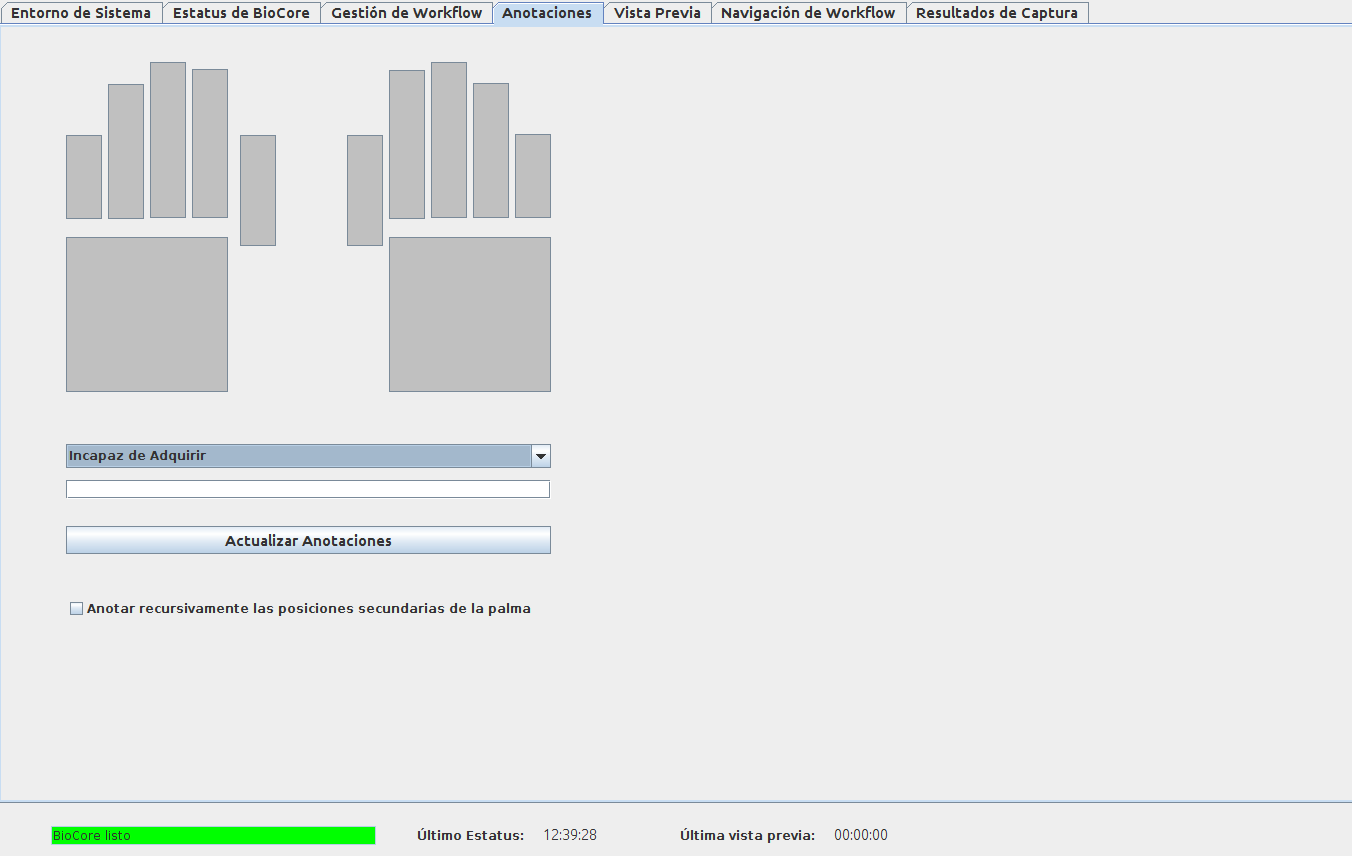 Entorno de Sistema
Estatus de BioCore
Gestión de Workflow
Anotaciones
Vista Previa
Navigación de Workflow
Resultados de Captura
Incapaz de Adquirir
Actualizar Anotaciones
Anotar recursivamente las posiciones secundarias de la palma
BioCore listo
Último Estatus: 12:39:28
Última vista previa: 00:00:00